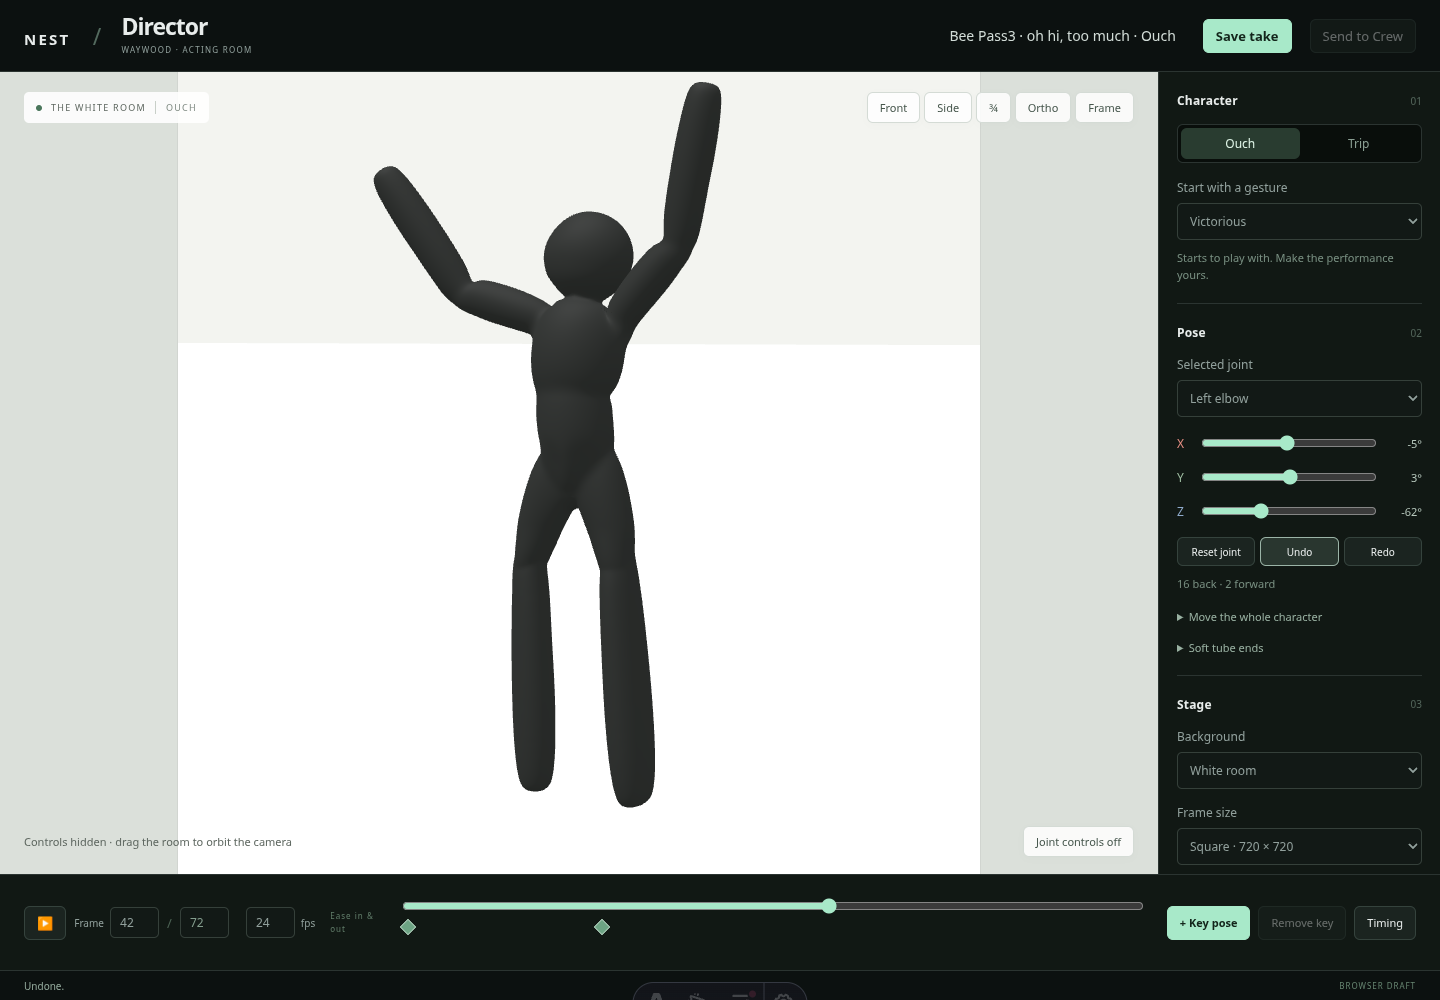 NEST / Director
WAYWOOD · ACTING ROOM
Bee Pass3 · oh hi, too much · Ouch
Save take
Send to Crew
THE WHITE ROOM | OUCH
Front
Side
¾
Ortho
Frame
Controls hidden · drag the room to orbit the camera
Joint controls off
Character 01
Ouch
Trip
Start with a gesture
Victorious
Starts to play with. Make the performance
yours.
Pose 02
Selected joint
Left elbow
X -5°
Y 3°
Z -62°
Reset joint
Undo
Redo
16 back · 2 forward
Move the whole character
Soft tube ends
Stage 03
Background
White room
Frame size
Square · 720 × 720
Frame 42 / 72 24 fps
Ease in &
out
+ Key pose
Remove key
Timing
Undone.
BROWSER DRAFT